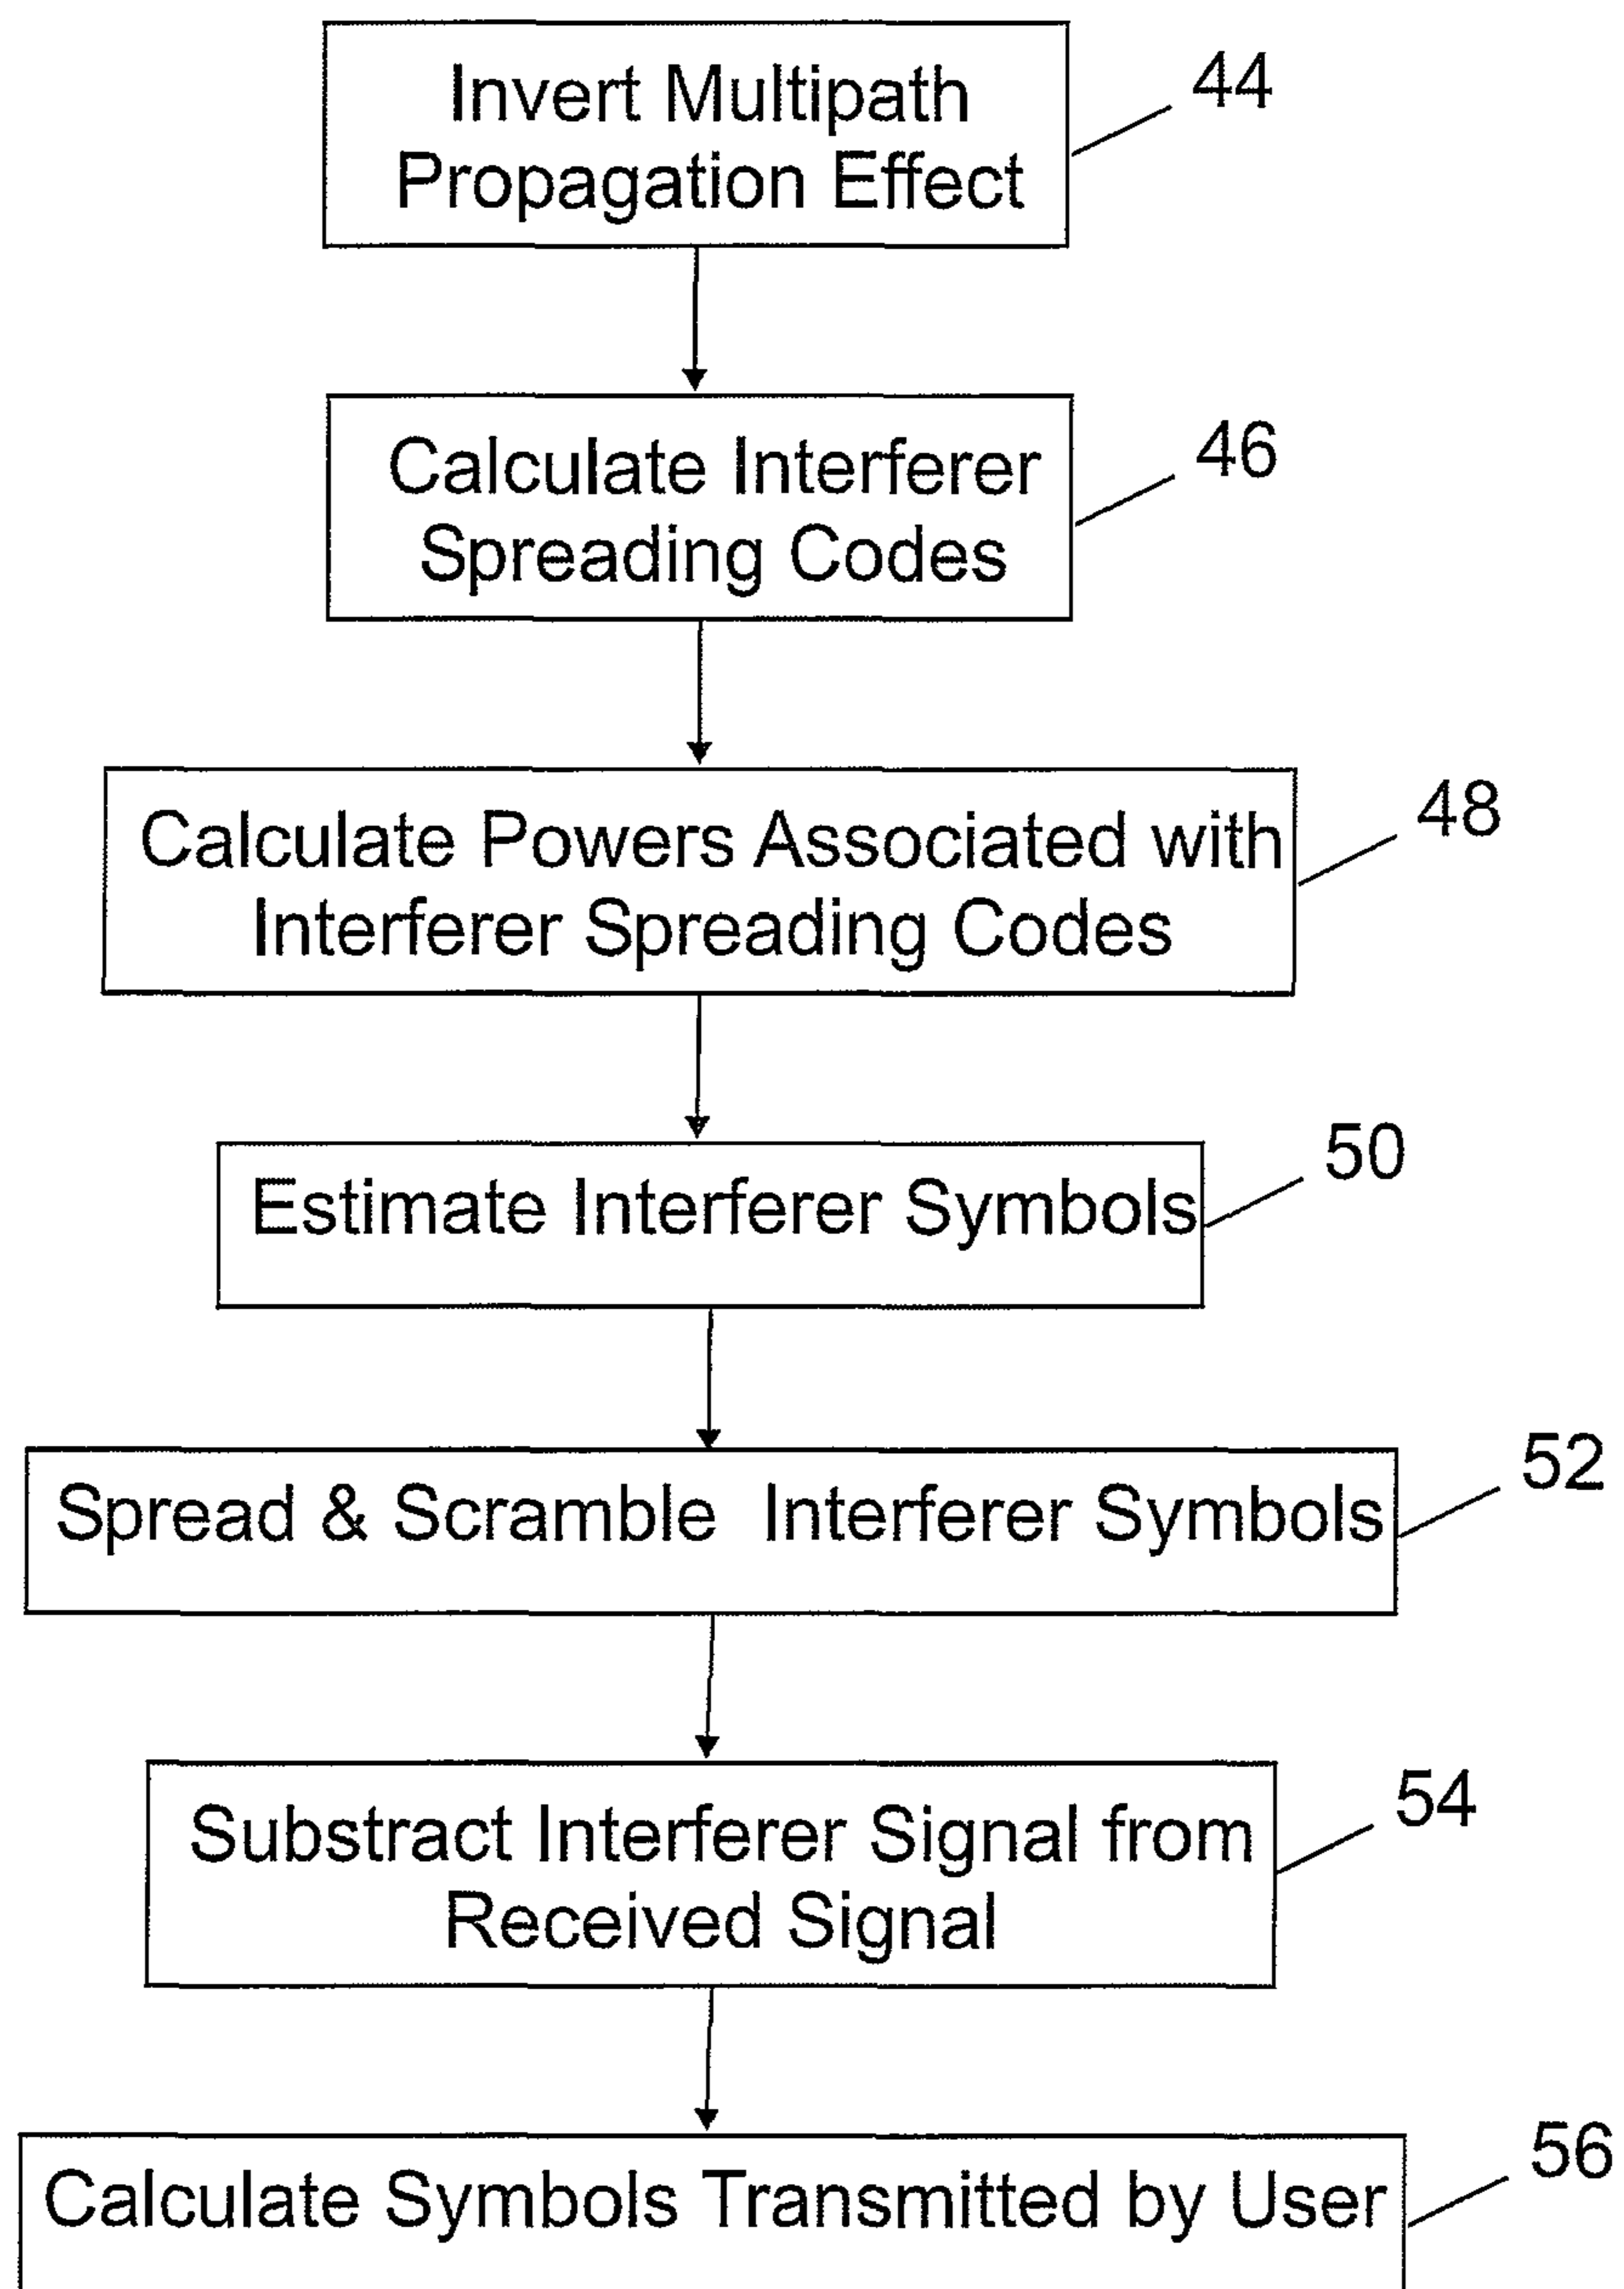 Invert Multipath
Propagation Effect
44
Calculate Interferer
Spreading Codes
46
Calculate Powers Associated with
Interferer Spreading Codes
48
Estimate Interferer Symbols
50
Spread & Scramble Interferer Symbols
52
Substract Interferer Signal from
Received Signal
54
Calculate Symbols Transmitted by User
56